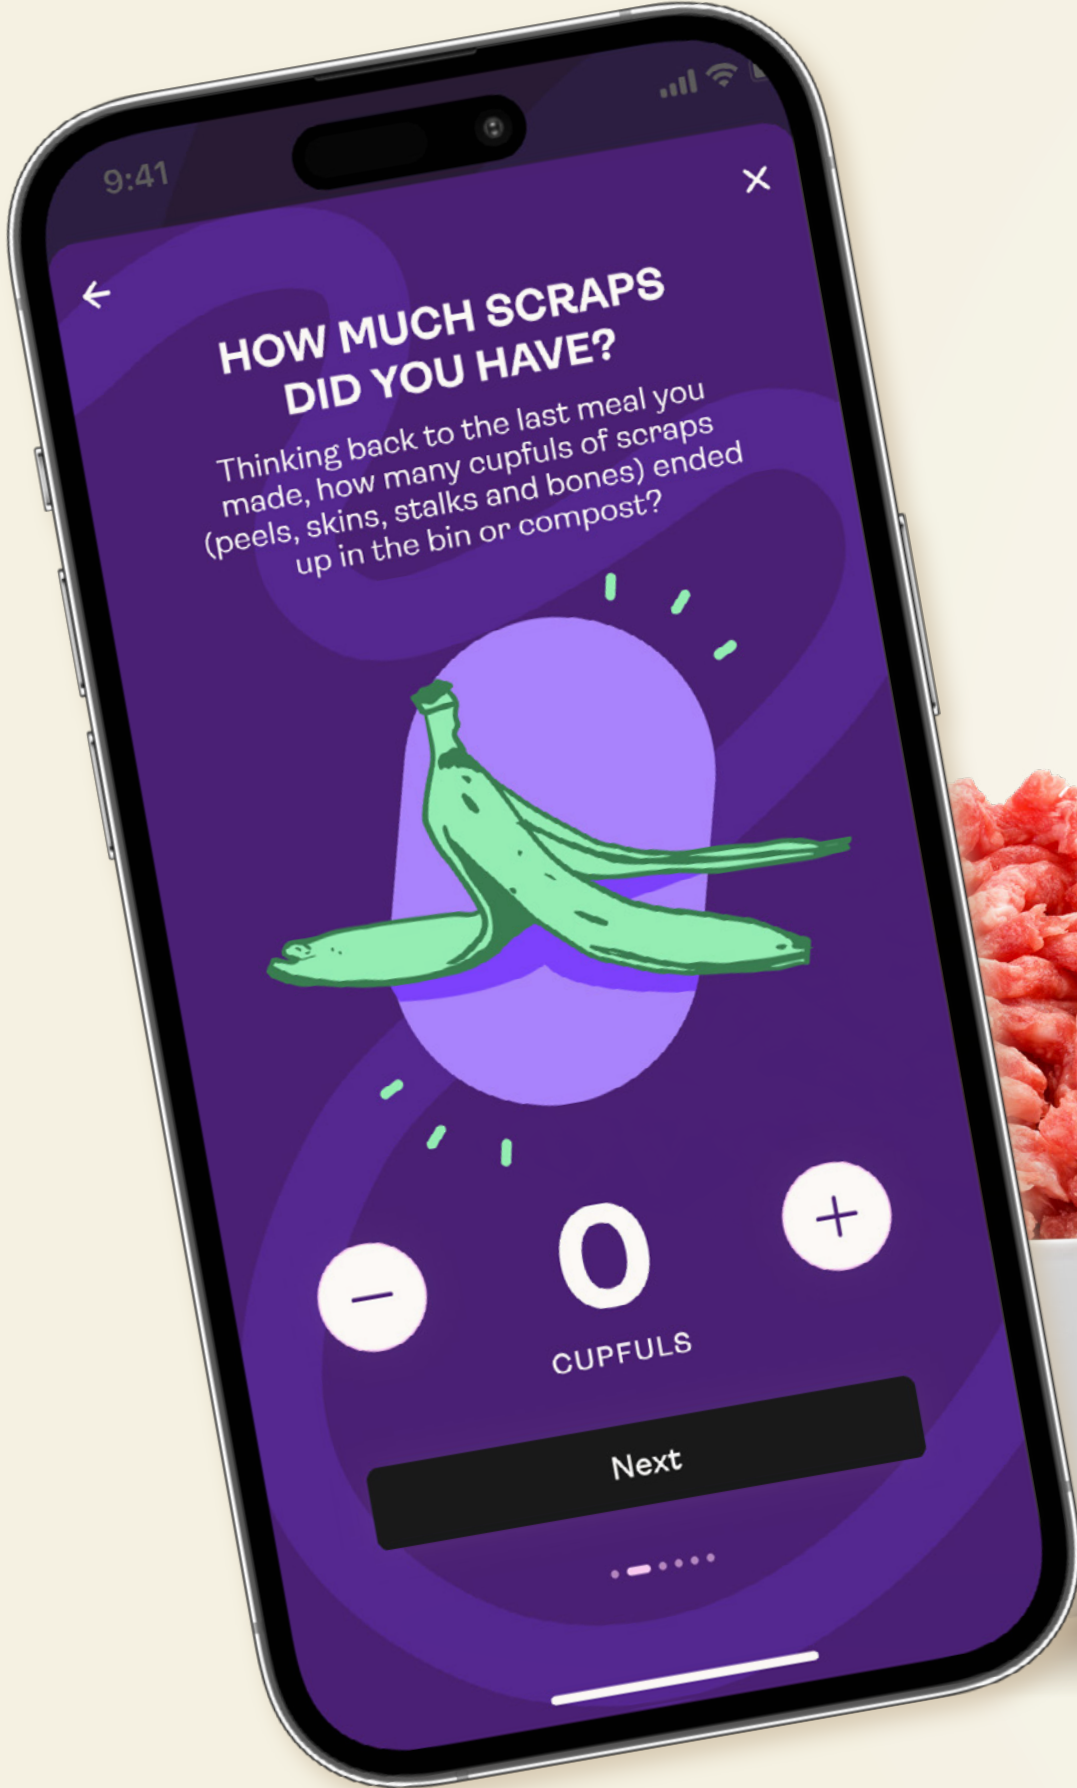 9:41
HOW MUCH SCRAPS
DID YOU HAVE?
Thinking back to the last meal you
made, how many cupfuls of scraps
(peels, skins, stalks and bones) ended
up in the bin or compost?
0
CUPFULS
Next